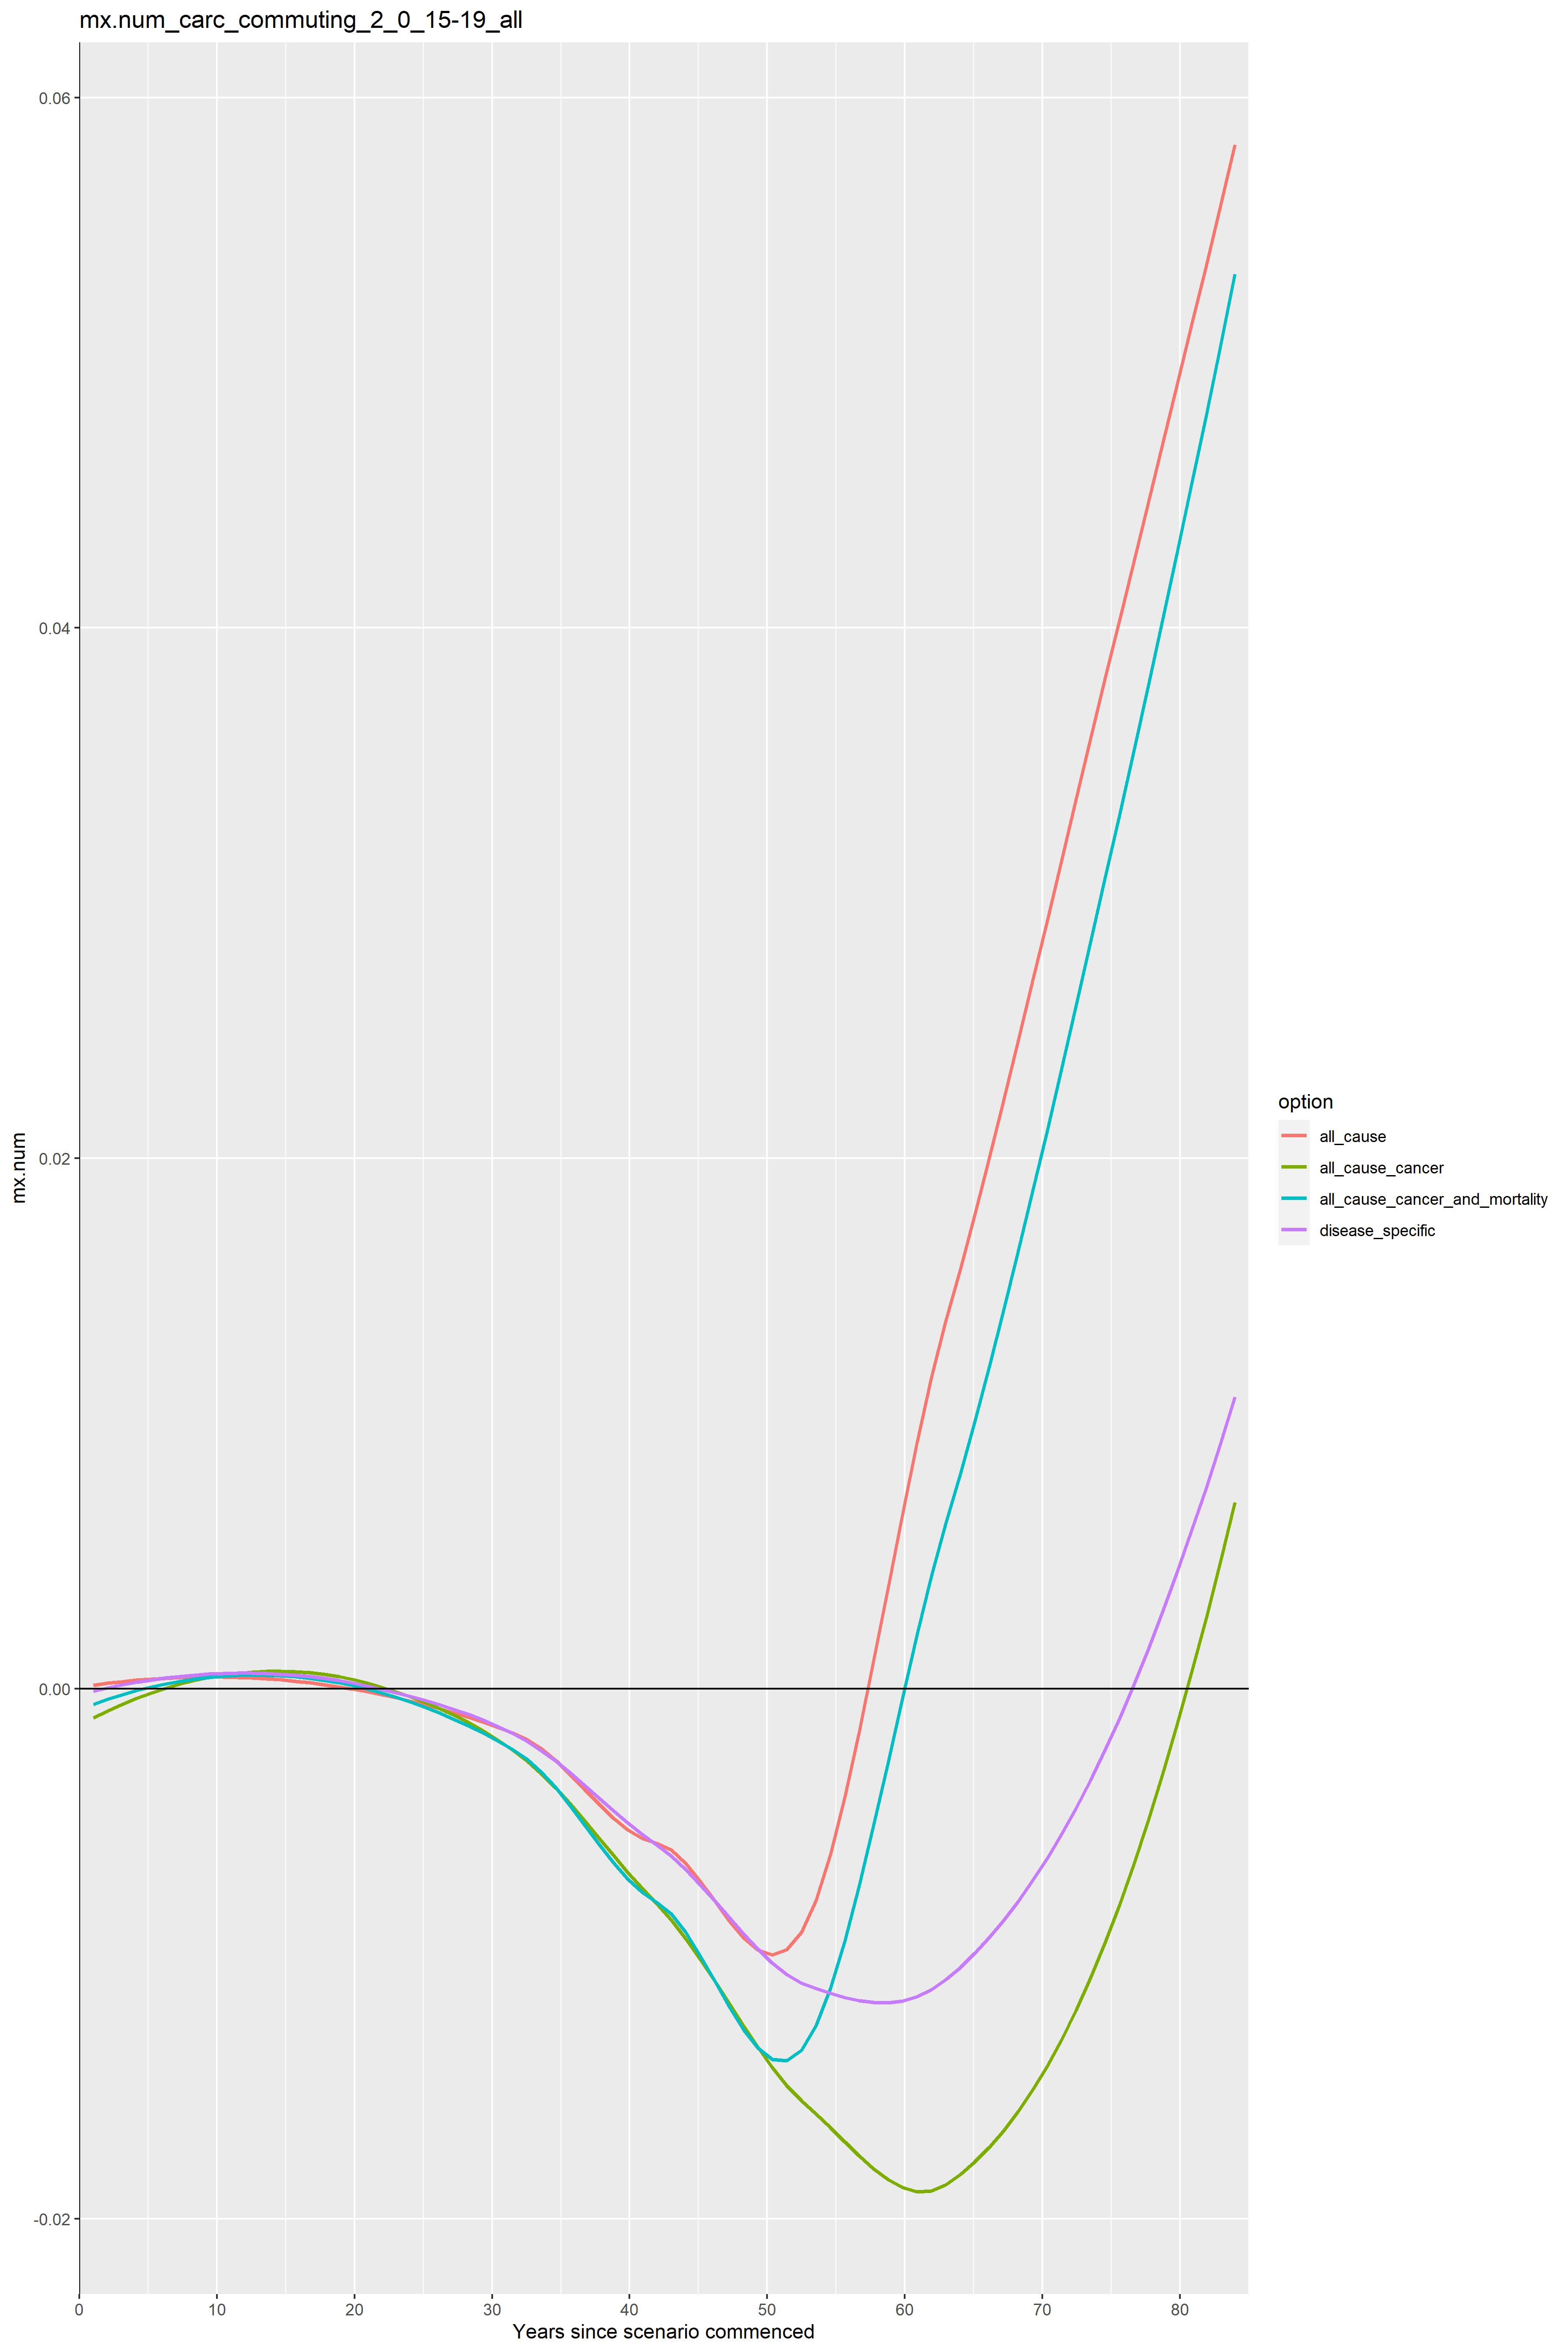 mx.num_carc_commuting_2_0_15-19_all
0.06
0.04
0.02
0.00
-0.02
mx.num
0 10 20 30 40 50 60 70 80
Years since scenario commenced
option
all_cause
all_cause_cancer
all_cause_cancer_and_mortality
disease_specific